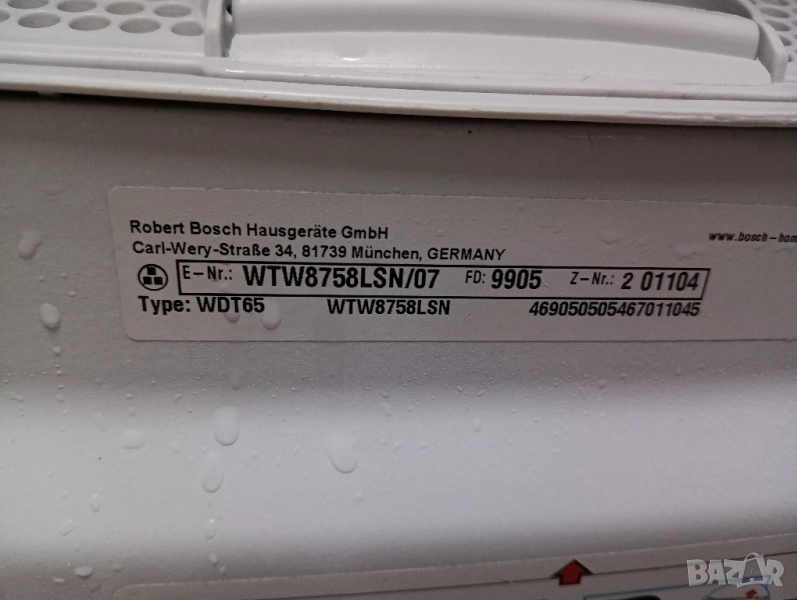 Robert Bosch Hausgeräte GmbH
www.bosch-hom
Carl-Wery-Straße 34, 81739 München, GERMANY
E-Nr.: WTW8758LSN/07 FD: 9905 Z-Nr.: 2 01104
Type: WDT65 WTW8758LSN 469050505467011045
BAZAR